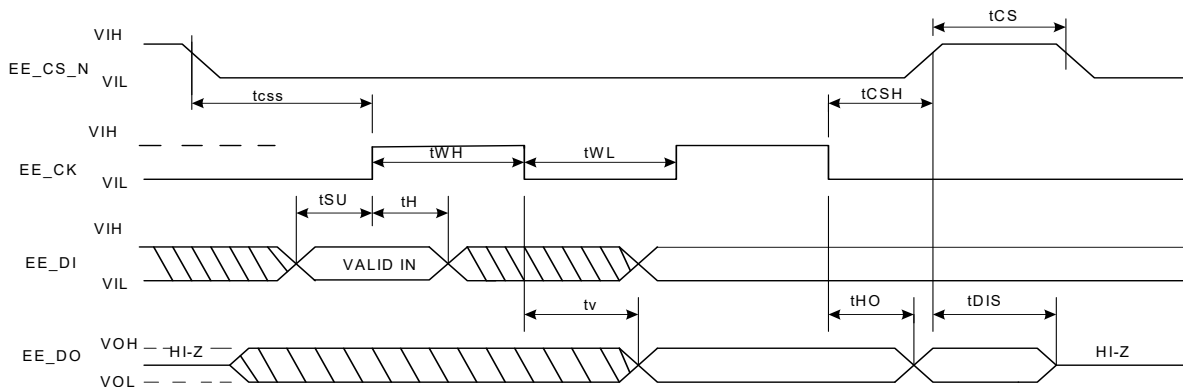 tCS
VIH
EE_CS_N
VIL
tcss
tCSH
VIH
tWH
tWL
EE_CK
VIL
tSU
tH
VIH
EE_DI
VALID IN
VIL
tv
tHO
tDIS
VOH
EE_DO
HI-Z
HI-Z
VOL